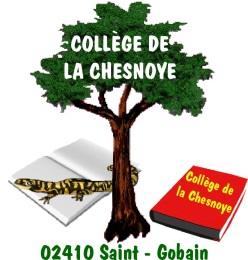 COLLÈGE DE
LA CHESNOYE
Collège de
la Chesnoye
02410 Saint - Gobain